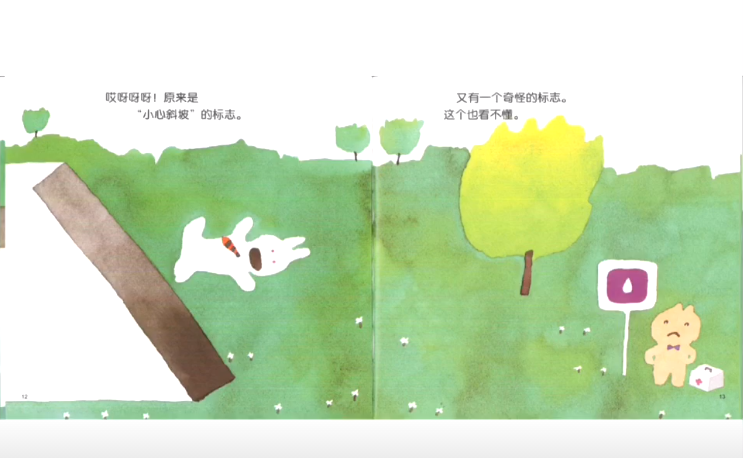 哎呀呀呀！原来是
“小心斜坡”的标志。
又有一个奇怪的标志。
这个也看不懂。
12
13